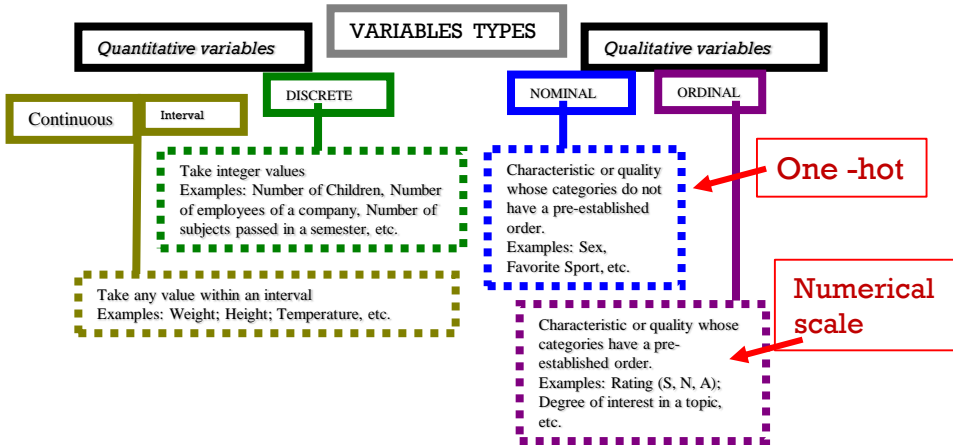 VARIABLES TYPES
Quantitative variables
Qualitative variables
Continuous
Interval
DISCRETE
NOMINAL
ORDINAL
Take integer values
Examples: Number of Children, Number
of employees of a company, Number of
subjects passed in a semester, etc.
Characteristic or quality
whose categories do not
have a pre-established
order.
Examples: Sex,
Favorite Sport, etc.
One -hot
Take any value within an interval
Examples: Weight; Height; Temperature, etc.
Characteristic or quality whose
categories have a pre-
established order.
Examples: Rating (S, N, A);
Degree of interest in a topic,
etc.
Numerical
scale